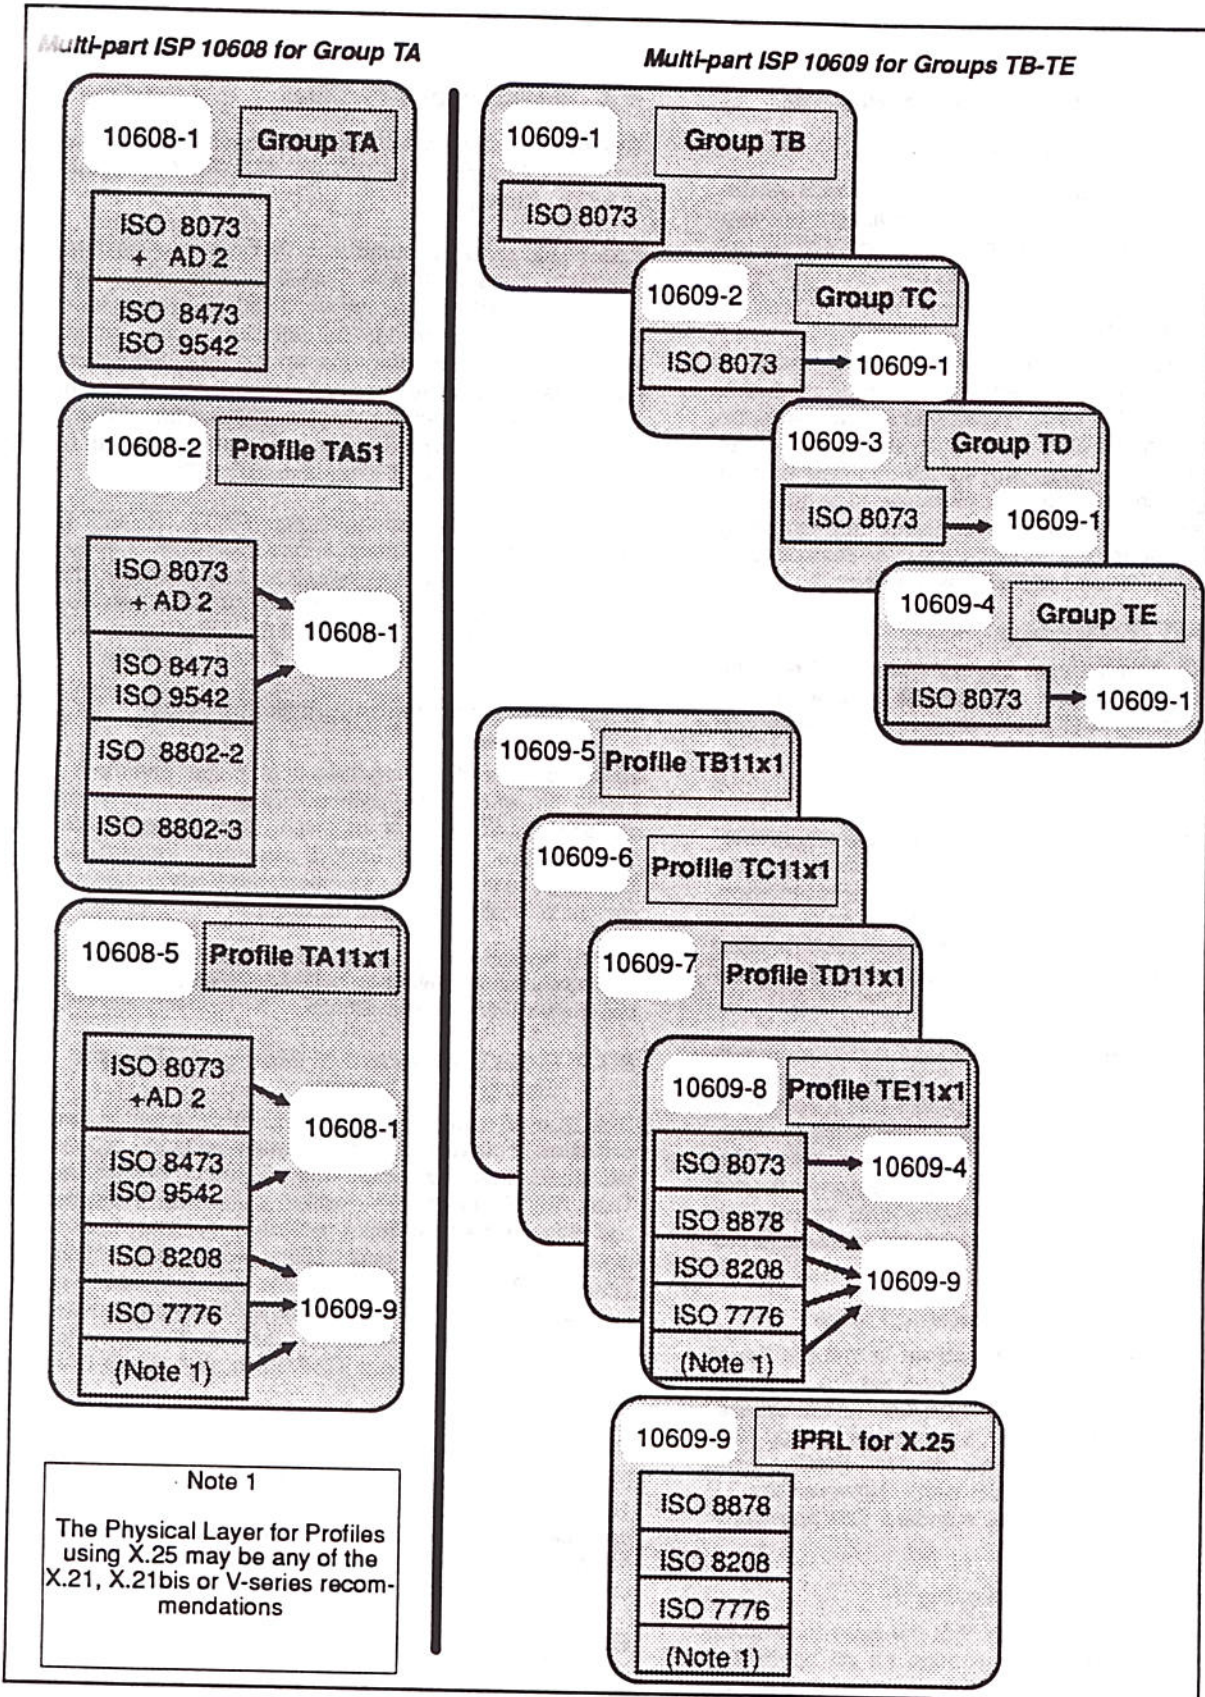 Multi-part ISP 10608 for Group TA
10608-1
Group TA
ISO 8073
+ AD 2
ISO 8473
ISO 9542
10608-2
Profile TA51
ISO 8073
+ AD 2
10608-1
ISO 8473
ISO 9542
ISO 8802-2
ISO 8802-3
10608-5
Profile TA11x1
ISO 8073
+AD 2
10608-1
ISO 8473
ISO 9542
ISO 8208
ISO 7776
10609-9
(Note 1)
Note 1
The Physical Layer for Profiles
using X.25 may be any of the
X.21, X.21bis or V-series recom-
mendations
Multi-part ISP 10609 for Groups TB-TE
10609-1
Group TB
ISO 8073
10609-2
Group TC
ISO 8073
10609-1
10609-3
Group TD
ISO 8073
10609-1
10609-4
Group TE
ISO 8073
10609-1
10609-5
Profile TB11x1
10609-6
Profile TC11x1
10609-7
Profile TD11x1
10609-8
Profile TE11x1
ISO 8073
10609-4
ISO 8878
ISO 8208
10609-9
ISO 7776
(Note 1)
10609-9
IPRL for X.25
ISO 8878
ISO 8208
ISO 7776
(Note 1)